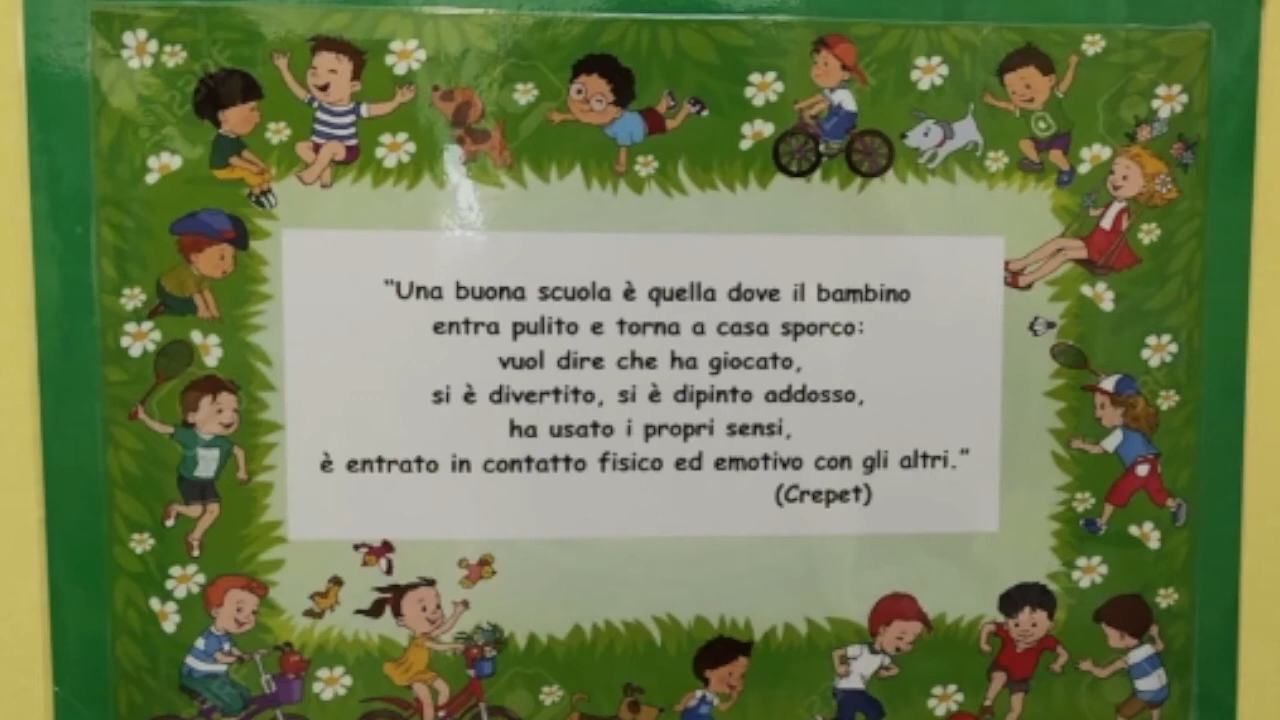 "Una buona scuola è quella dove il bambino
entra pulito e torna a casa sporco:
vuol dire che ha giocato,
si è divertito, si è dipinto addosso,
ha usato i propri sensi,
è entrato in contatto fisico ed emotivo con gli altri."
(Crepet)